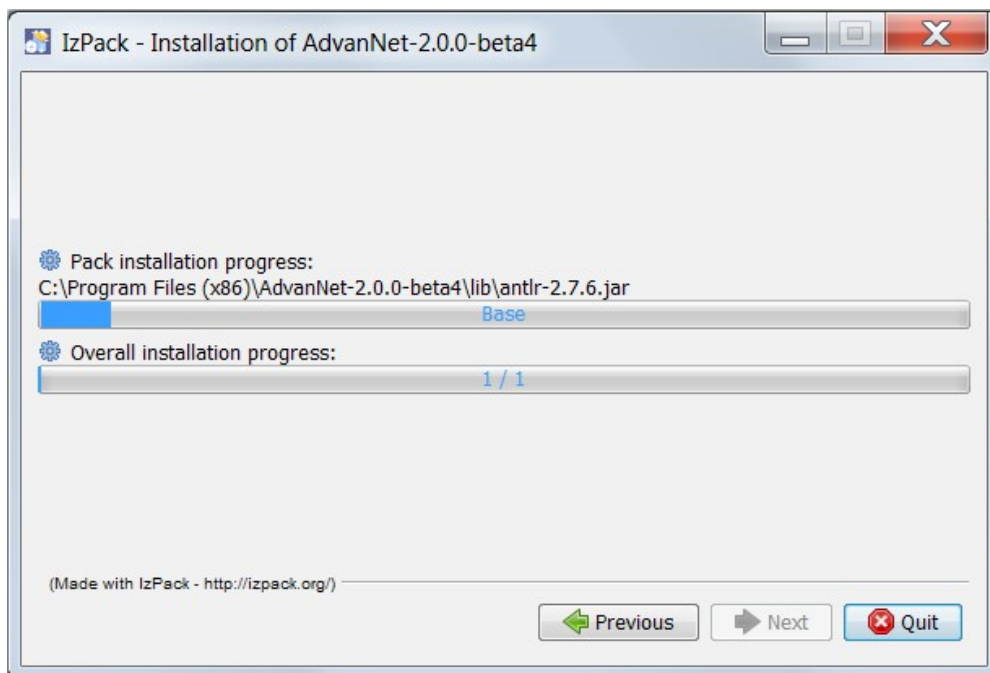 IzPack - Installation of AdvanNet-2.0.0-beta4
Pack installation progress:
C:\Program Files (x86)\AdvanNet-2.0.0-beta4\lib\antlr-2.7.6.jar
Base
Overall installation progress:
1 / 1
(Made with IzPack - http://izpack.org/)
Previous Next Quit